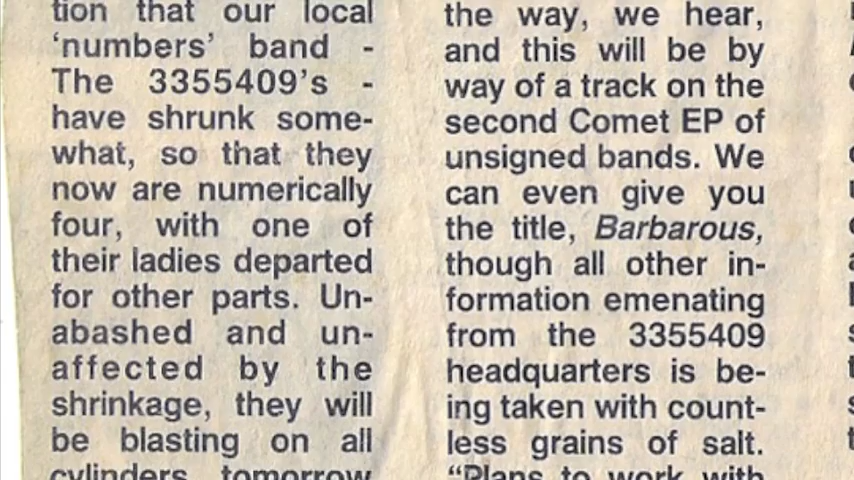 tion that our local
'numbers' band -
The 3355409's -
have shrunk some-
what, so that they
now are numerically
four, with one of
their ladies departed
for other parts. Un-
abashed and un-
affected by the
shrinkage, they will
be blasting on all
cylinders tomorrow
the way, we hear,
and this will be by
way of a track on the
second Comet EP of
unsigned bands. We
can even give you
the title, Barbarous,
though all other in-
formation emenating
from the 3355409
headquarters is be-
ing taken with count-
less grains of salt.
"Plans to work with